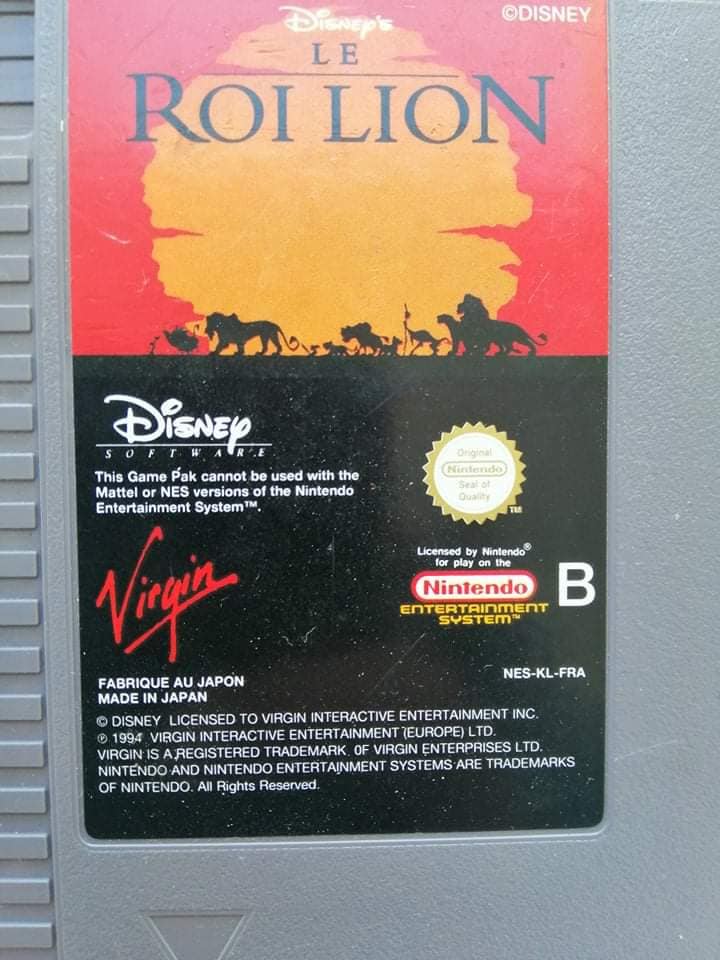 ©DISNEY
Disney's
LE
ROI LION
Disney
SOFTWARE
This Game Pak cannot be used with the
Mattel or NES versions of the Nintendo
Entertainment System™.
Original
Nintendo
Seal of
Quality
TM
Licensed by Nintendo®
for play on the
Nintendo
ENTERTAINMENT
SYSTEM™
B
Virgin
NES-KL-FRA
FABRIQUE AU JAPON
MADE IN JAPAN
© DISNEY LICENSED TO VIRGIN INTERACTIVE ENTERTAINMENT INC.
℗ 1994 VIRGIN INTERACTIVE ENTERTAINMENT (EUROPE) LTD.
VIRGIN IS A REGISTERED TRADEMARK OF VIRGIN ENTERPRISES LTD.
NINTENDO AND NINTENDO ENTERTAINMENT SYSTEMS ARE TRADEMARKS
OF NINTENDO. All Rights Reserved.